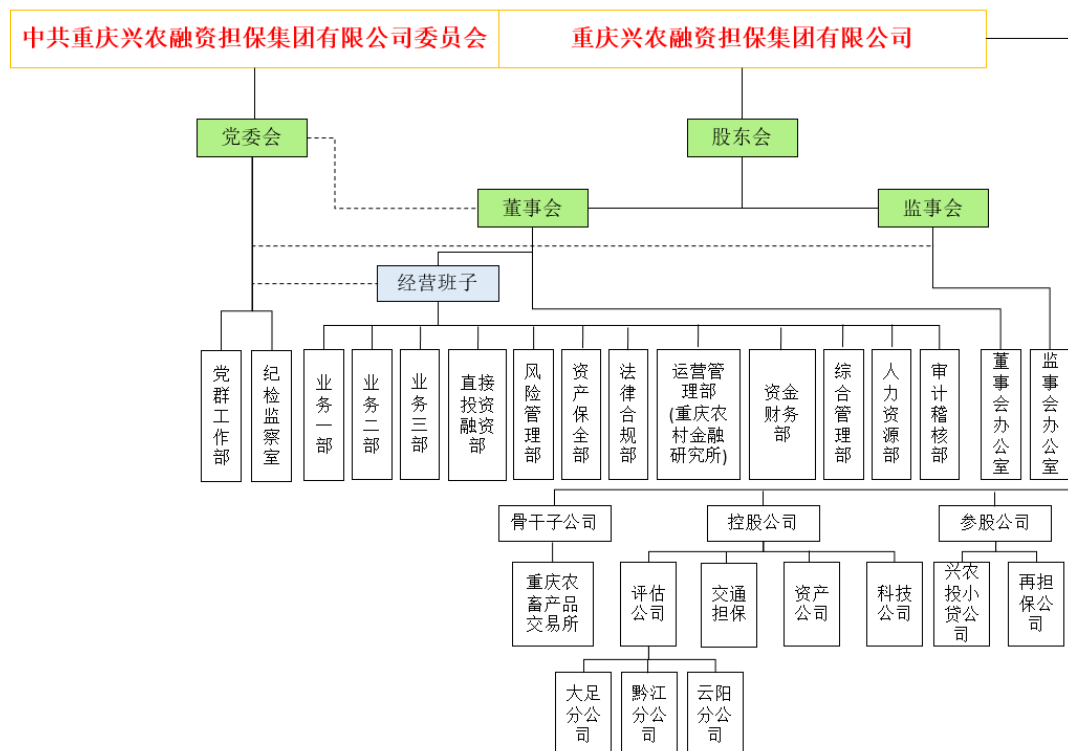 中共重庆兴农融资担保集团有限公司委员会
重庆兴农融资担保集团有限公司
党委会
股东会
董事会
监事会
经营班子
党群工作部
纪检监察室
业务一部
业务二部
业务三部
直接
投资
融资
部
风险管理部
资产保全部
法律合规部
运营管
理部
(重庆农
村金融
研究所)
资金
财务
部
综合管理部
人力资源部
审计稽核部
董事会办公室
监事会办公室
骨干子公司
控股公司
参股公司
重庆农
畜产品
交易所
评估
公司
交通
担保
资产
公司
科技
公司
兴农
投小
贷公
司
再担
保公
司
大足
分公
司
黔江
分公
司
云阳
分公
司